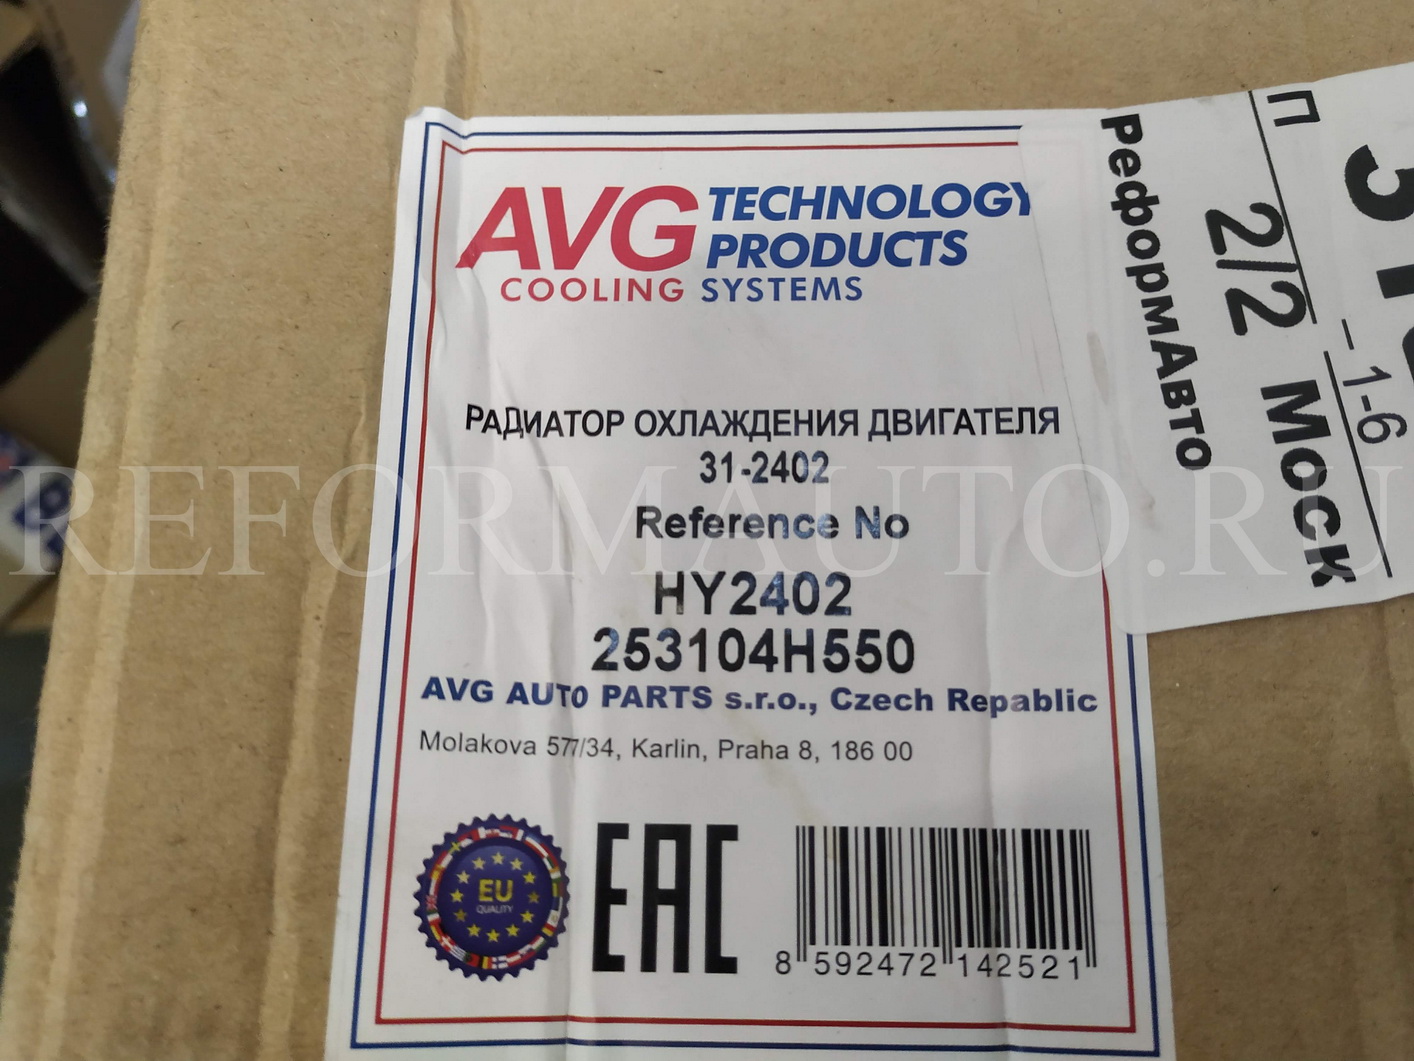 AVG TECHNOLOGY
PRODUCTS
COOLING SYSTEMS
РАДИАТОР ОХЛАЖДЕНИЯ ДВИГАТЕЛЯ
31-2402
Reference No
HY2402
253104H550
AVG AUTO PARTS s.r.o., Czech Repablic
Molakova 577/34, Karlin, Praha 8, 186 00
EU
QUALITY
EAC
8 592472 142521
РеформАвто
2/2 Моск
-1-6
REFORMAUTO.RU